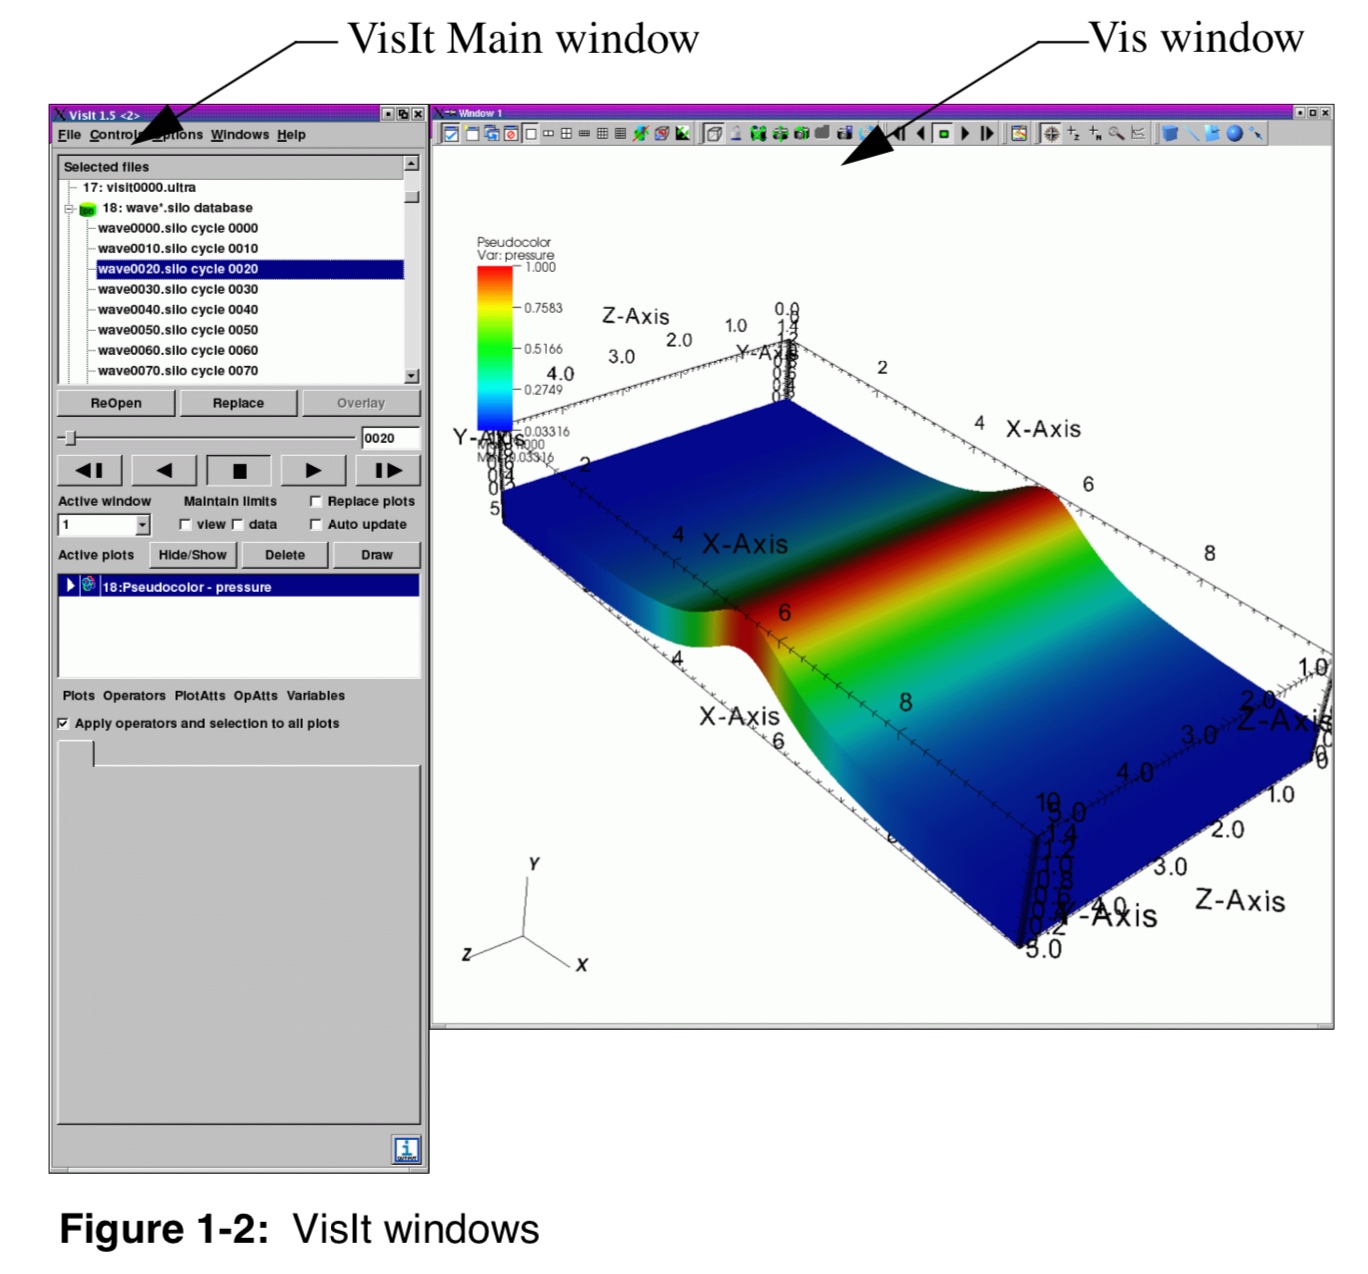 VisIt Main window
Vis window
VisIt 1.5 <2>
Window 1
File Controls Options Windows Help
Selected files
17: visit0000.ultra
18: wave*.silo database
wave0000.silo cycle 0000
wave0010.silo cycle 0010
wave0020.silo cycle 0020
wave0030.silo cycle 0030
wave0040.silo cycle 0040
wave0050.silo cycle 0050
wave0060.silo cycle 0060
wave0070.silo cycle 0070
ReOpen Replace Overlay
0020
Active window Maintain limits Replace plots
1 view data Auto update
Active plots Hide/Show Delete Draw
18:Pseudocolor - pressure
Plots Operators PlotAtts OpAtts Variables
Apply operators and selection to all plots
Pseudocolor
Var: pressure
1.000
0.7583
0.5166
0.2749
0.03316
Z-Axis
1.0
2.0
3.0
4.0
0.0
Y-Axis
2
4
X-Axis
6
8
Y-Axis
5
2
4
X-Axis
6
8
10
4
X-Axis
6
1.0
2.0
Z-Axis
3.0
4.0
5.0
1.0
2.0
3.0
Z-Axis
4.0
Y-Axis
5.0
Y
Z
X
Figure 1-2: VisIt windows